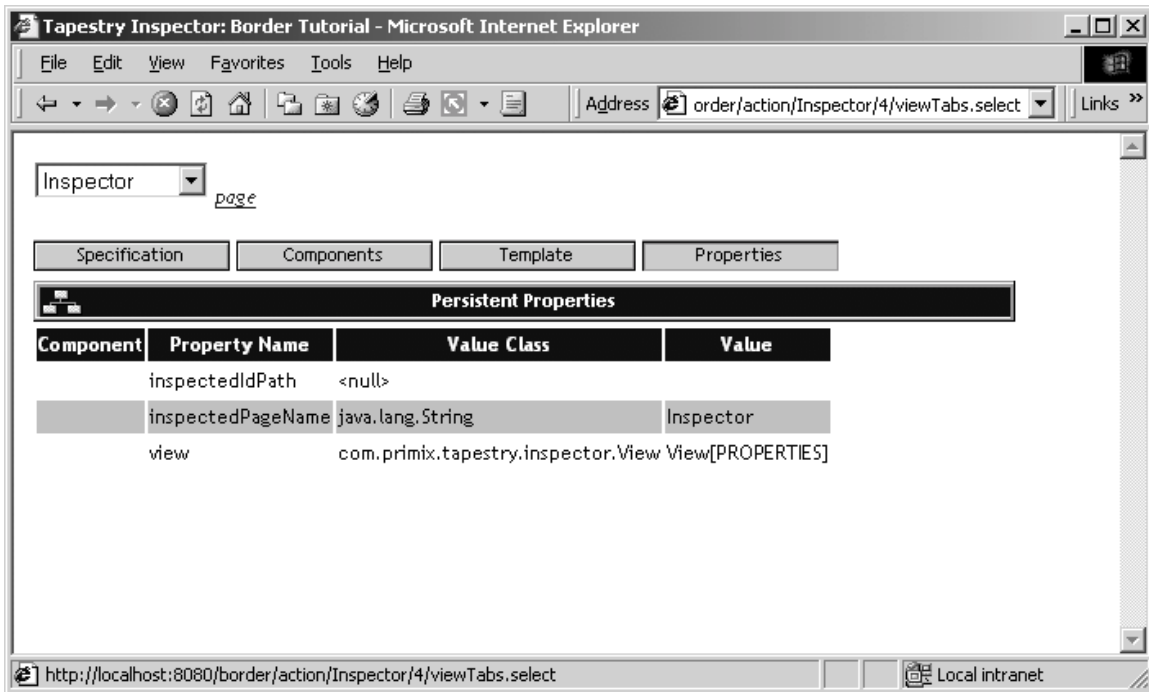 Tapestry Inspector: Border Tutorial - Microsoft Internet Explorer
File Edit View Favorites Tools Help
Address order/action/Inspector/4/viewTabs.select Links »
Inspector page
Specification Components Template Properties
Persistent Properties
Component Property Name Value Class Value
inspectedIdPath <null>
inspectedPageName java.lang.String Inspector
view com.primix.tapestry.inspector.View View[PROPERTIES]
http://localhost:8080/border/action/Inspector/4/viewTabs.select Local intranet